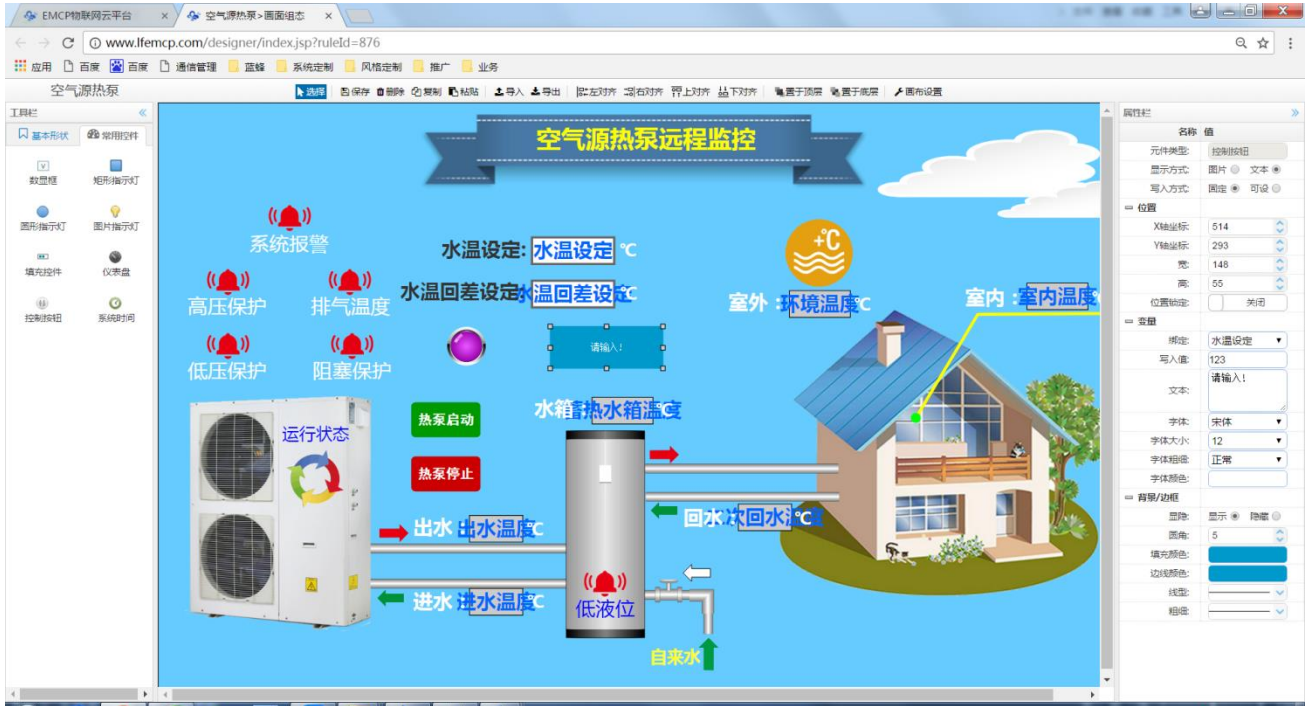 EMCP物联网云平台 × 空气源热泵>画面组态 ×
www.lfemcp.com/designer/index.jsp?ruleId=876
应用 百度 百度 通信管理 蓝蜂 系统定制 风格定制 推广 业务
空气源热泵
选择 保存 删除 复制 粘贴 导入 导出 左对齐 右对齐 上对齐 下对齐 置于顶层 置于底层 画布设置
工具栏 «
基本形状 常用控件
数显框 矩形指示灯
圆形指示灯 图片指示灯
填充控件 仪表盘
控制按钮 系统时间
空气源热泵远程监控
系统报警
高压保护 排气温度
低压保护 阻塞保护
水温设定: 水温设定 ℃
水温回差设定 水温回差设定
请输入!
+℃
室外 : 环境温度℃
室内 : 室内温度
运行状态
热泵启动
热泵停止
水箱 热水箱温度
出水 出水温度
进水 进水温度
回水 次回水温度 ℃
低液位
自来水
属性栏 »
名称 值
元件类型: 控制按钮
显示方式: 图片 文本
写入方式: 固定 可设
位置
X轴坐标: 514
Y轴坐标: 293
宽: 148
高: 55
位置锁定: 关闭
变量
绑定: 水温设定
写入值: 123
文本: 请输入!
字体: 宋体
字体大小: 12
字体粗细: 正常
字体颜色:
背景/边框
显隐: 显示 隐藏
圆角: 5
填充颜色:
边线颜色:
线型:
粗细: